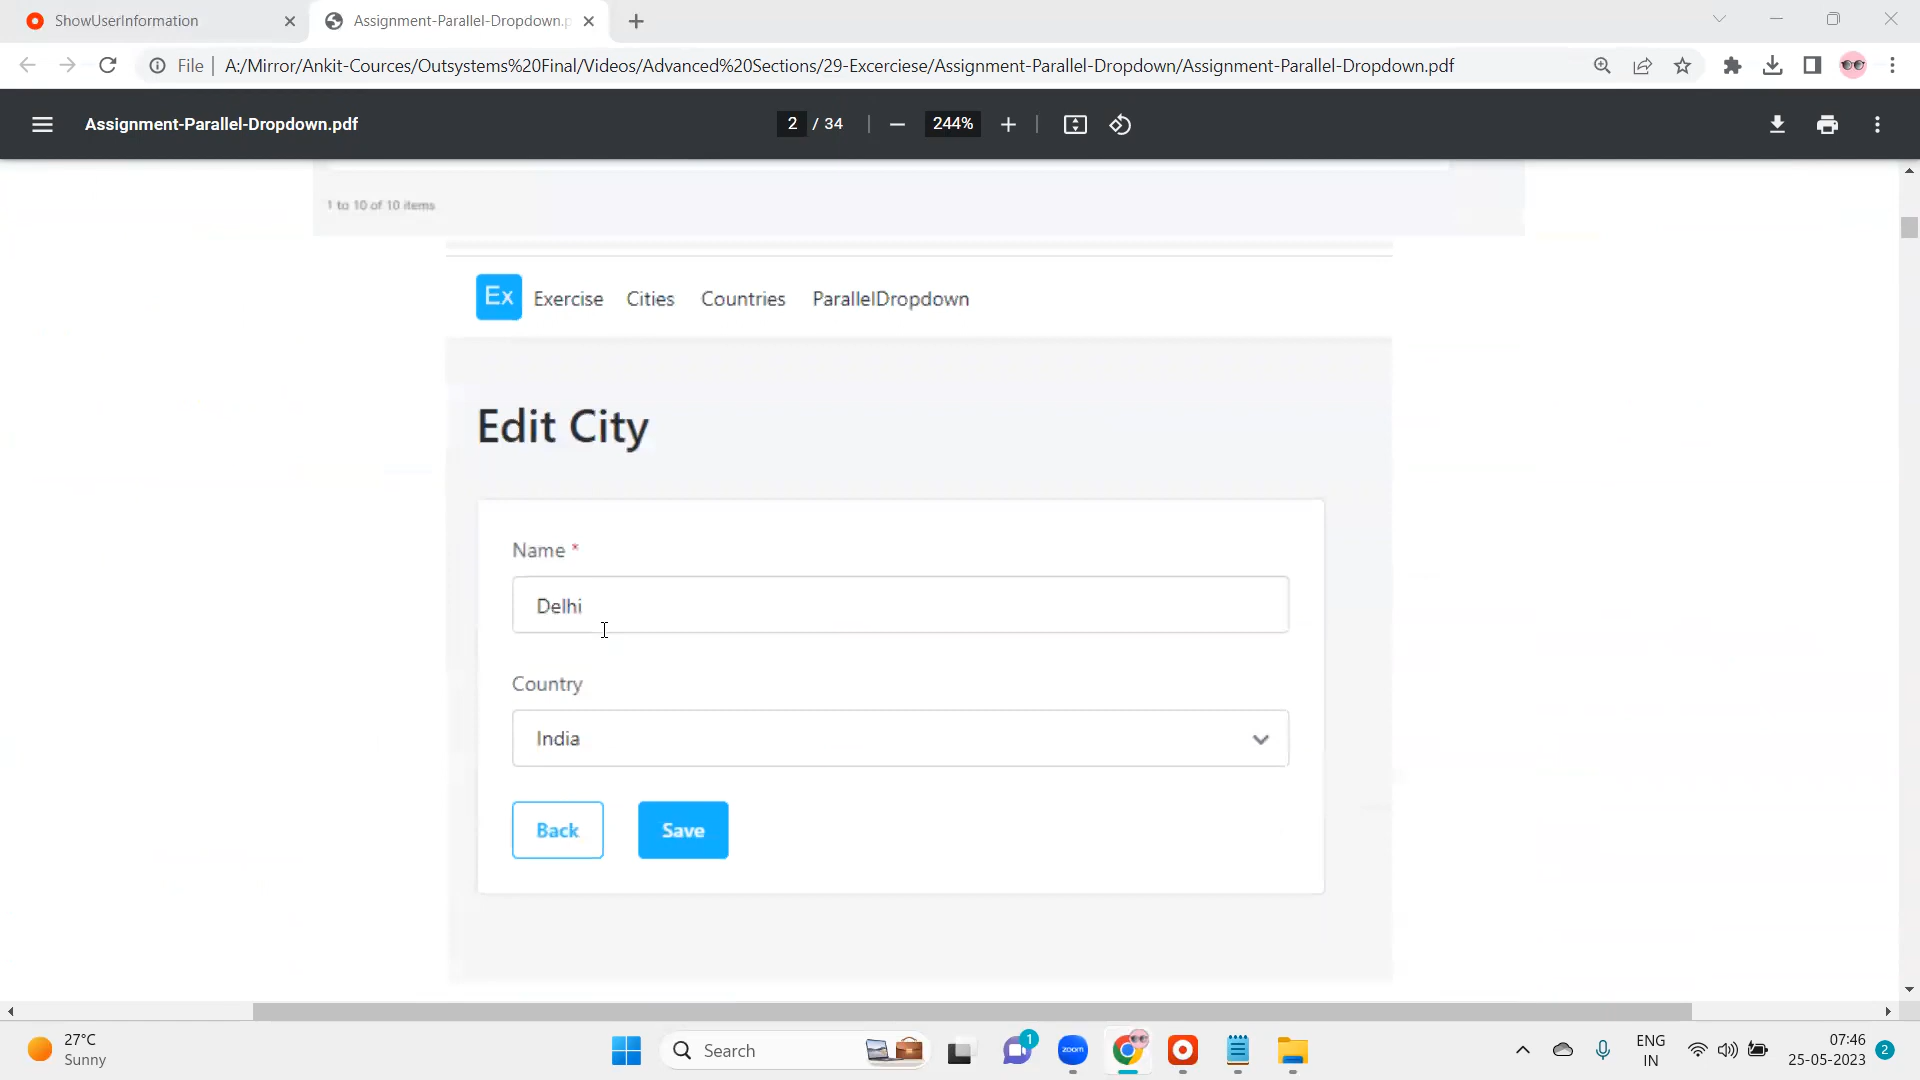 ShowUserInformation
Assignment-Parallel-Dropdown.p
File
A:/Mirror/Ankit-Cources/Outsystems%20Final/Videos/Advanced%20Sections/29-Excerciese/Assignment-Parallel-Dropdown/Assignment-Parallel-Dropdown.pdf
Assignment-Parallel-Dropdown.pdf
2 / 34
244%
1 to 10 of 10 items
Ex Exercise Cities Countries ParallelDropdown
Edit City
Name *
Delhi
Country
India
Back Save
27°C
Sunny
Search
1
zoom
ENG
IN
07:46
25-05-2023
2